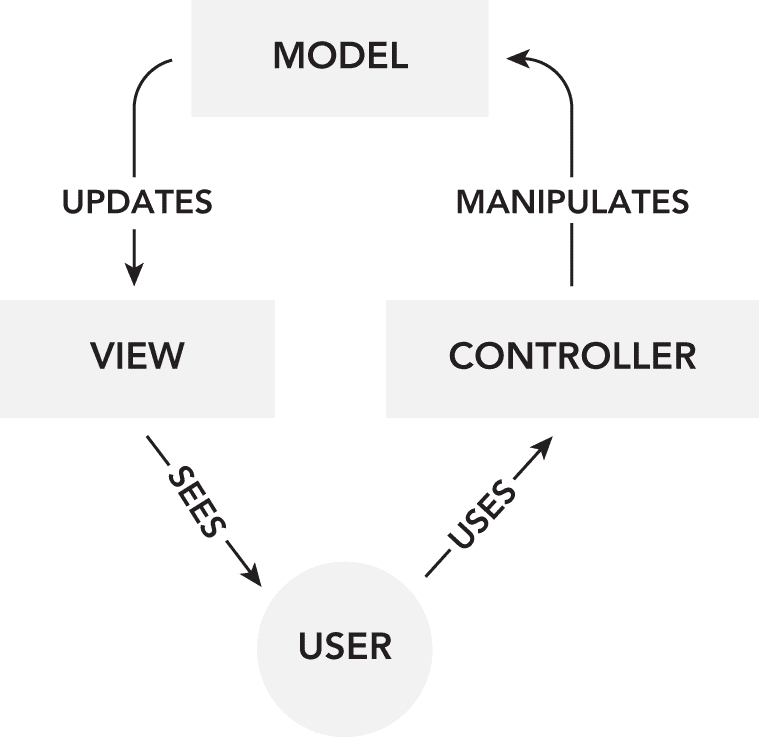 MODEL
UPDATES
MANIPULATES
VIEW
CONTROLLER
SEES
USES
USER